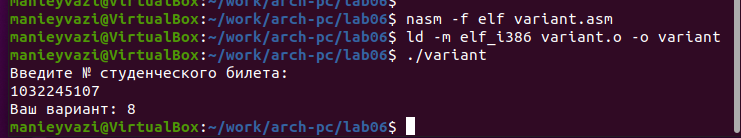 manieyvazi@VirtualBox:~/work/arch-pc/lab06$ nasm -f elf variant.asm
manieyvazi@VirtualBox:~/work/arch-pc/lab06$ ld -m elf_i386 variant.o -o variant
manieyvazi@VirtualBox:~/work/arch-pc/lab06$ ./variant
Введите № студенческого билета:
1032245107
Ваш вариант: 8
manieyvazi@VirtualBox:~/work/arch-pc/lab06$